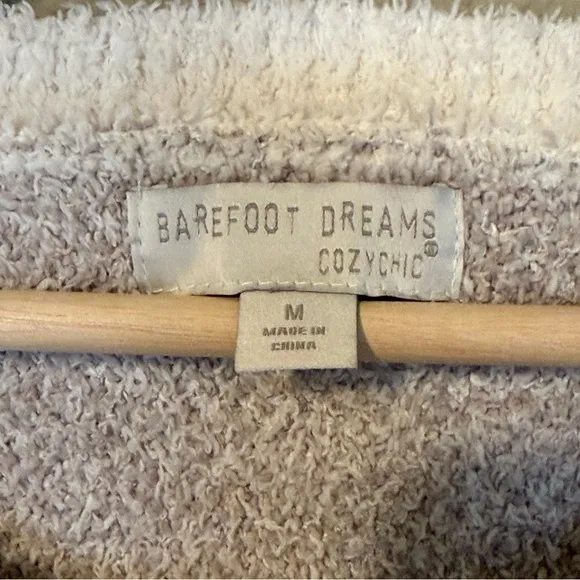 BAREFOOT DREAMS
COZYCHIC®
M
MADE IN
CHINA